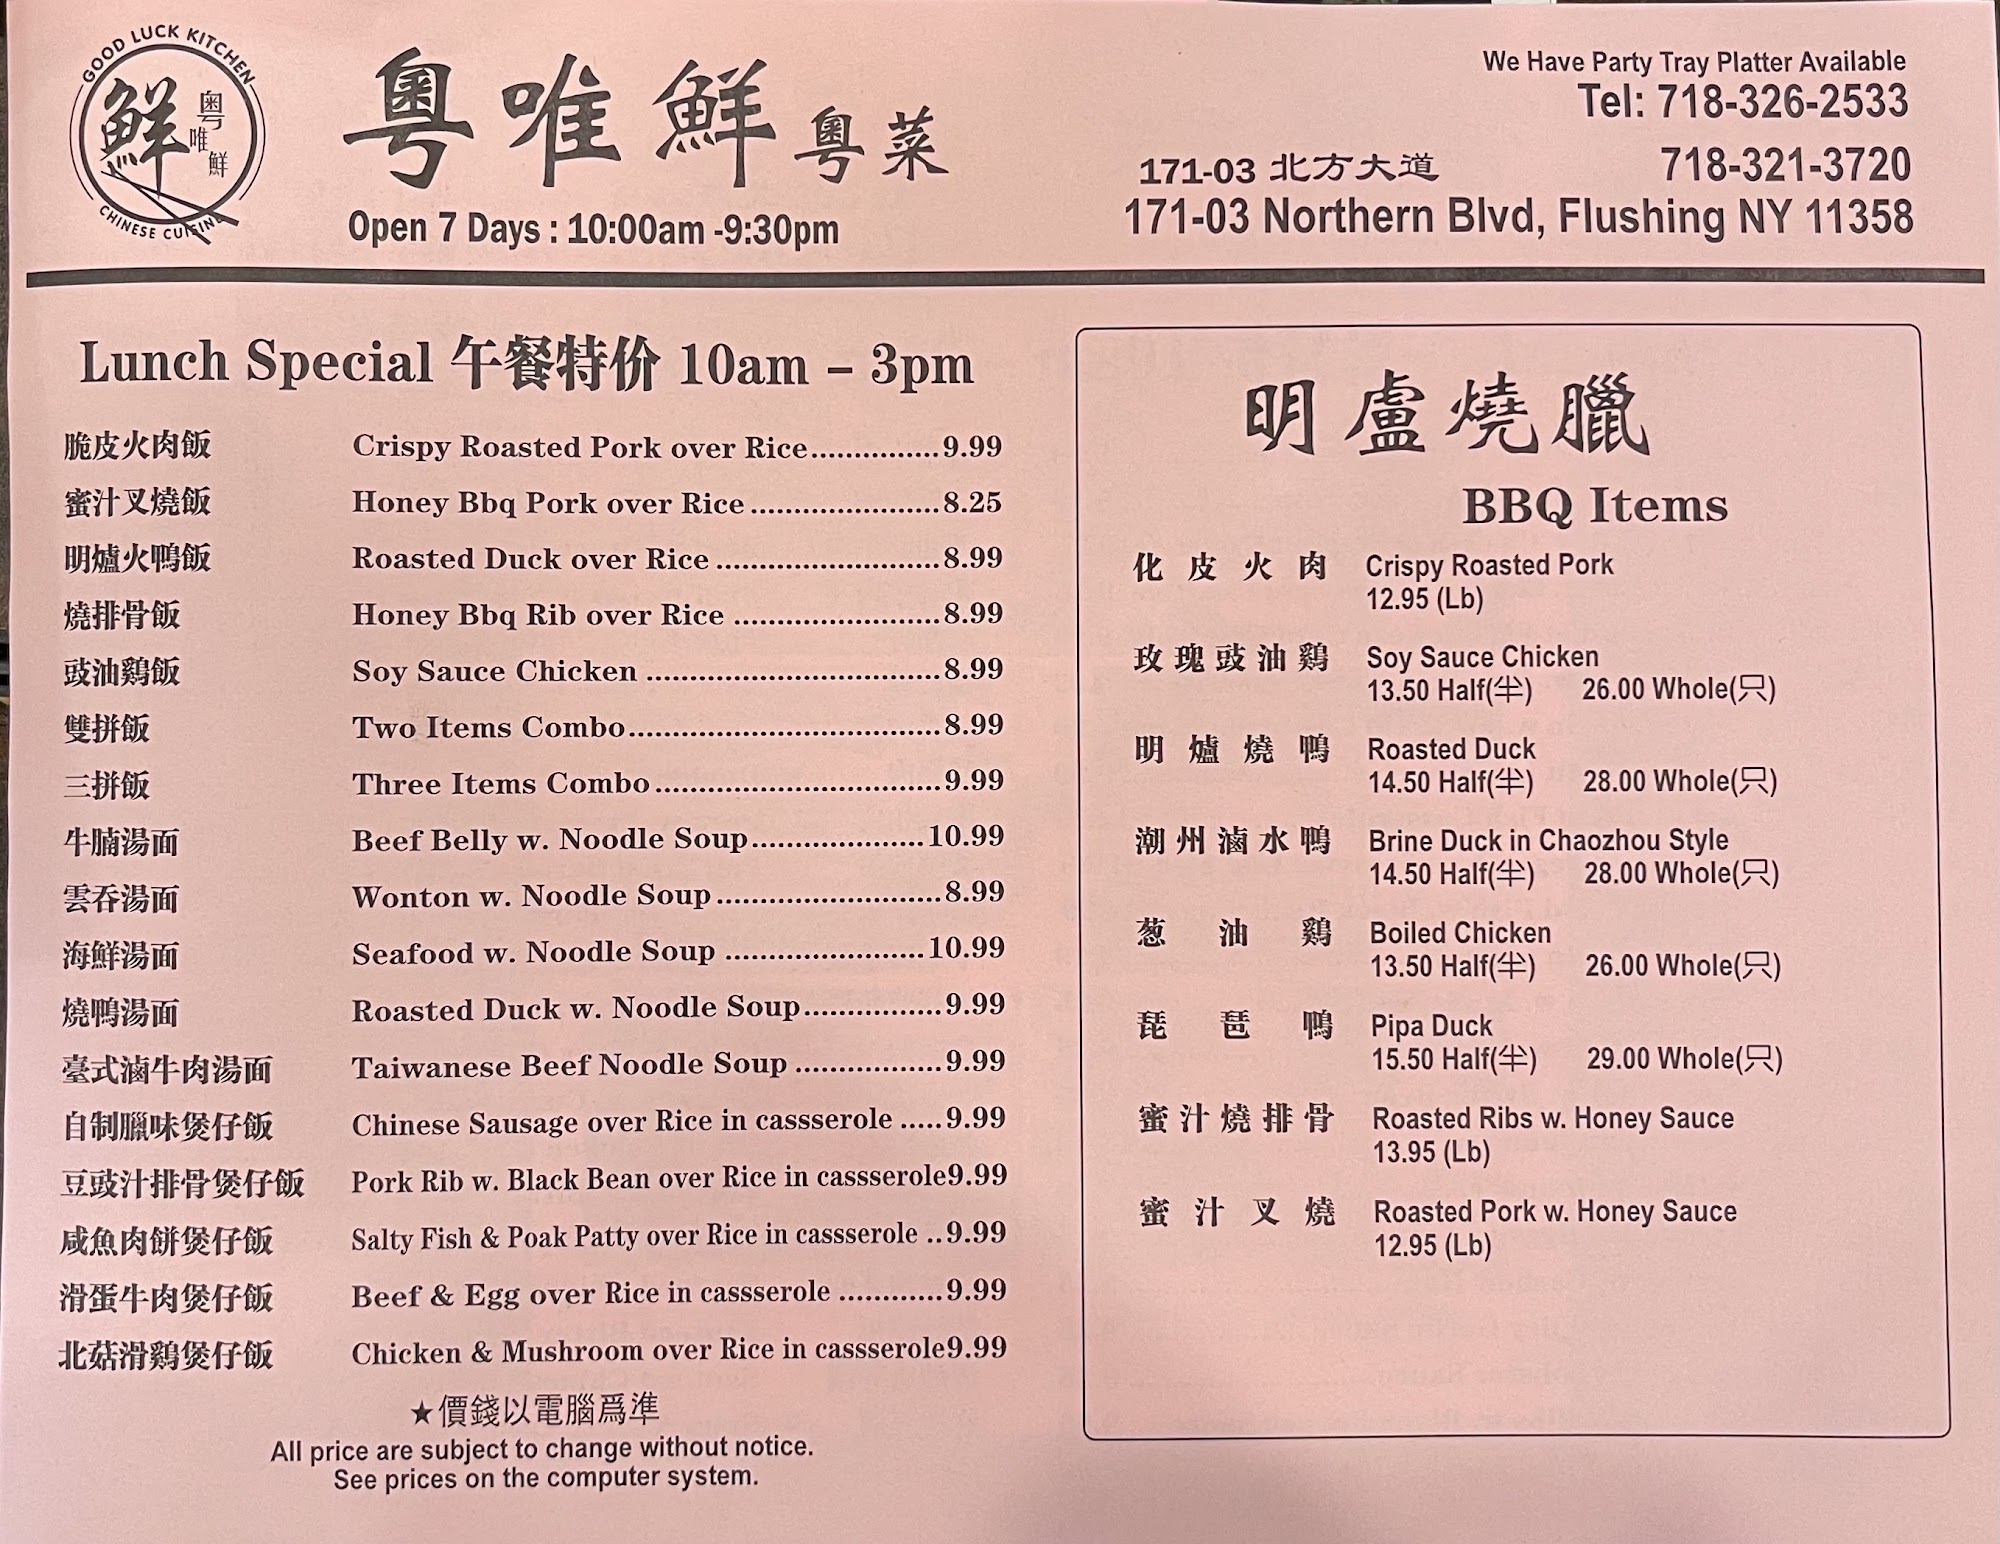 GOOD LUCK KITCHEN
鮮 粵唯鮮
CHINESE CUISINE
粵唯鮮 粵菜
Open 7 Days : 10:00am -9:30pm
We Have Party Tray Platter Available
Tel: 718-326-2533
171-03 北方大道 718-321-3720
171-03 Northern Blvd, Flushing NY 11358
Lunch Special 午餐特价 10am – 3pm
脆皮火肉飯 Crispy Roasted Pork over Rice...............9.99
蜜汁叉燒飯 Honey Bbq Pork over Rice......................8.25
明爐火鴨飯 Roasted Duck over Rice..........................8.99
燒排骨飯 Honey Bbq Rib over Rice ........................8.99
豉油鷄飯 Soy Sauce Chicken ..................................8.99
雙拼飯 Two Items Combo....................................8.99
三拼飯 Three Items Combo.................................9.99
牛腩湯面 Beef Belly w. Noodle Soup....................10.99
雲吞湯面 Wonton w. Noodle Soup..........................8.99
海鮮湯面 Seafood w. Noodle Soup .......................10.99
燒鴨湯面 Roasted Duck w. Noodle Soup................9.99
臺式滷牛肉湯面 Taiwanese Beef Noodle Soup .................9.99
自制臘味煲仔飯 Chinese Sausage over Rice in cassserole .....9.99
豆豉汁排骨煲仔飯 Pork Rib w. Black Bean over Rice in cassserole9.99
咸魚肉餅煲仔飯 Salty Fish & Poak Patty over Rice in cassserole ..9.99
滑蛋牛肉煲仔飯 Beef & Egg over Rice in cassserole ............9.99
北菇滑鷄煲仔飯 Chicken & Mushroom over Rice in cassserole9.99
★價錢以電腦爲準
All price are subject to change without notice.
See prices on the computer system.
明盧燒臘
BBQ Items
化皮火肉 Crispy Roasted Pork
12.95 (Lb)
玫瑰豉油鷄 Soy Sauce Chicken
13.50 Half(半) 26.00 Whole(只)
明爐燒鴨 Roasted Duck
14.50 Half(半) 28.00 Whole(只)
潮州滷水鴨 Brine Duck in Chaozhou Style
14.50 Half(半) 28.00 Whole(只)
葱油鷄 Boiled Chicken
13.50 Half(半) 26.00 Whole(只)
琵琶鴨 Pipa Duck
15.50 Half(半) 29.00 Whole(只)
蜜汁燒排骨 Roasted Ribs w. Honey Sauce
13.95 (Lb)
蜜汁叉燒 Roasted Pork w. Honey Sauce
12.95 (Lb)